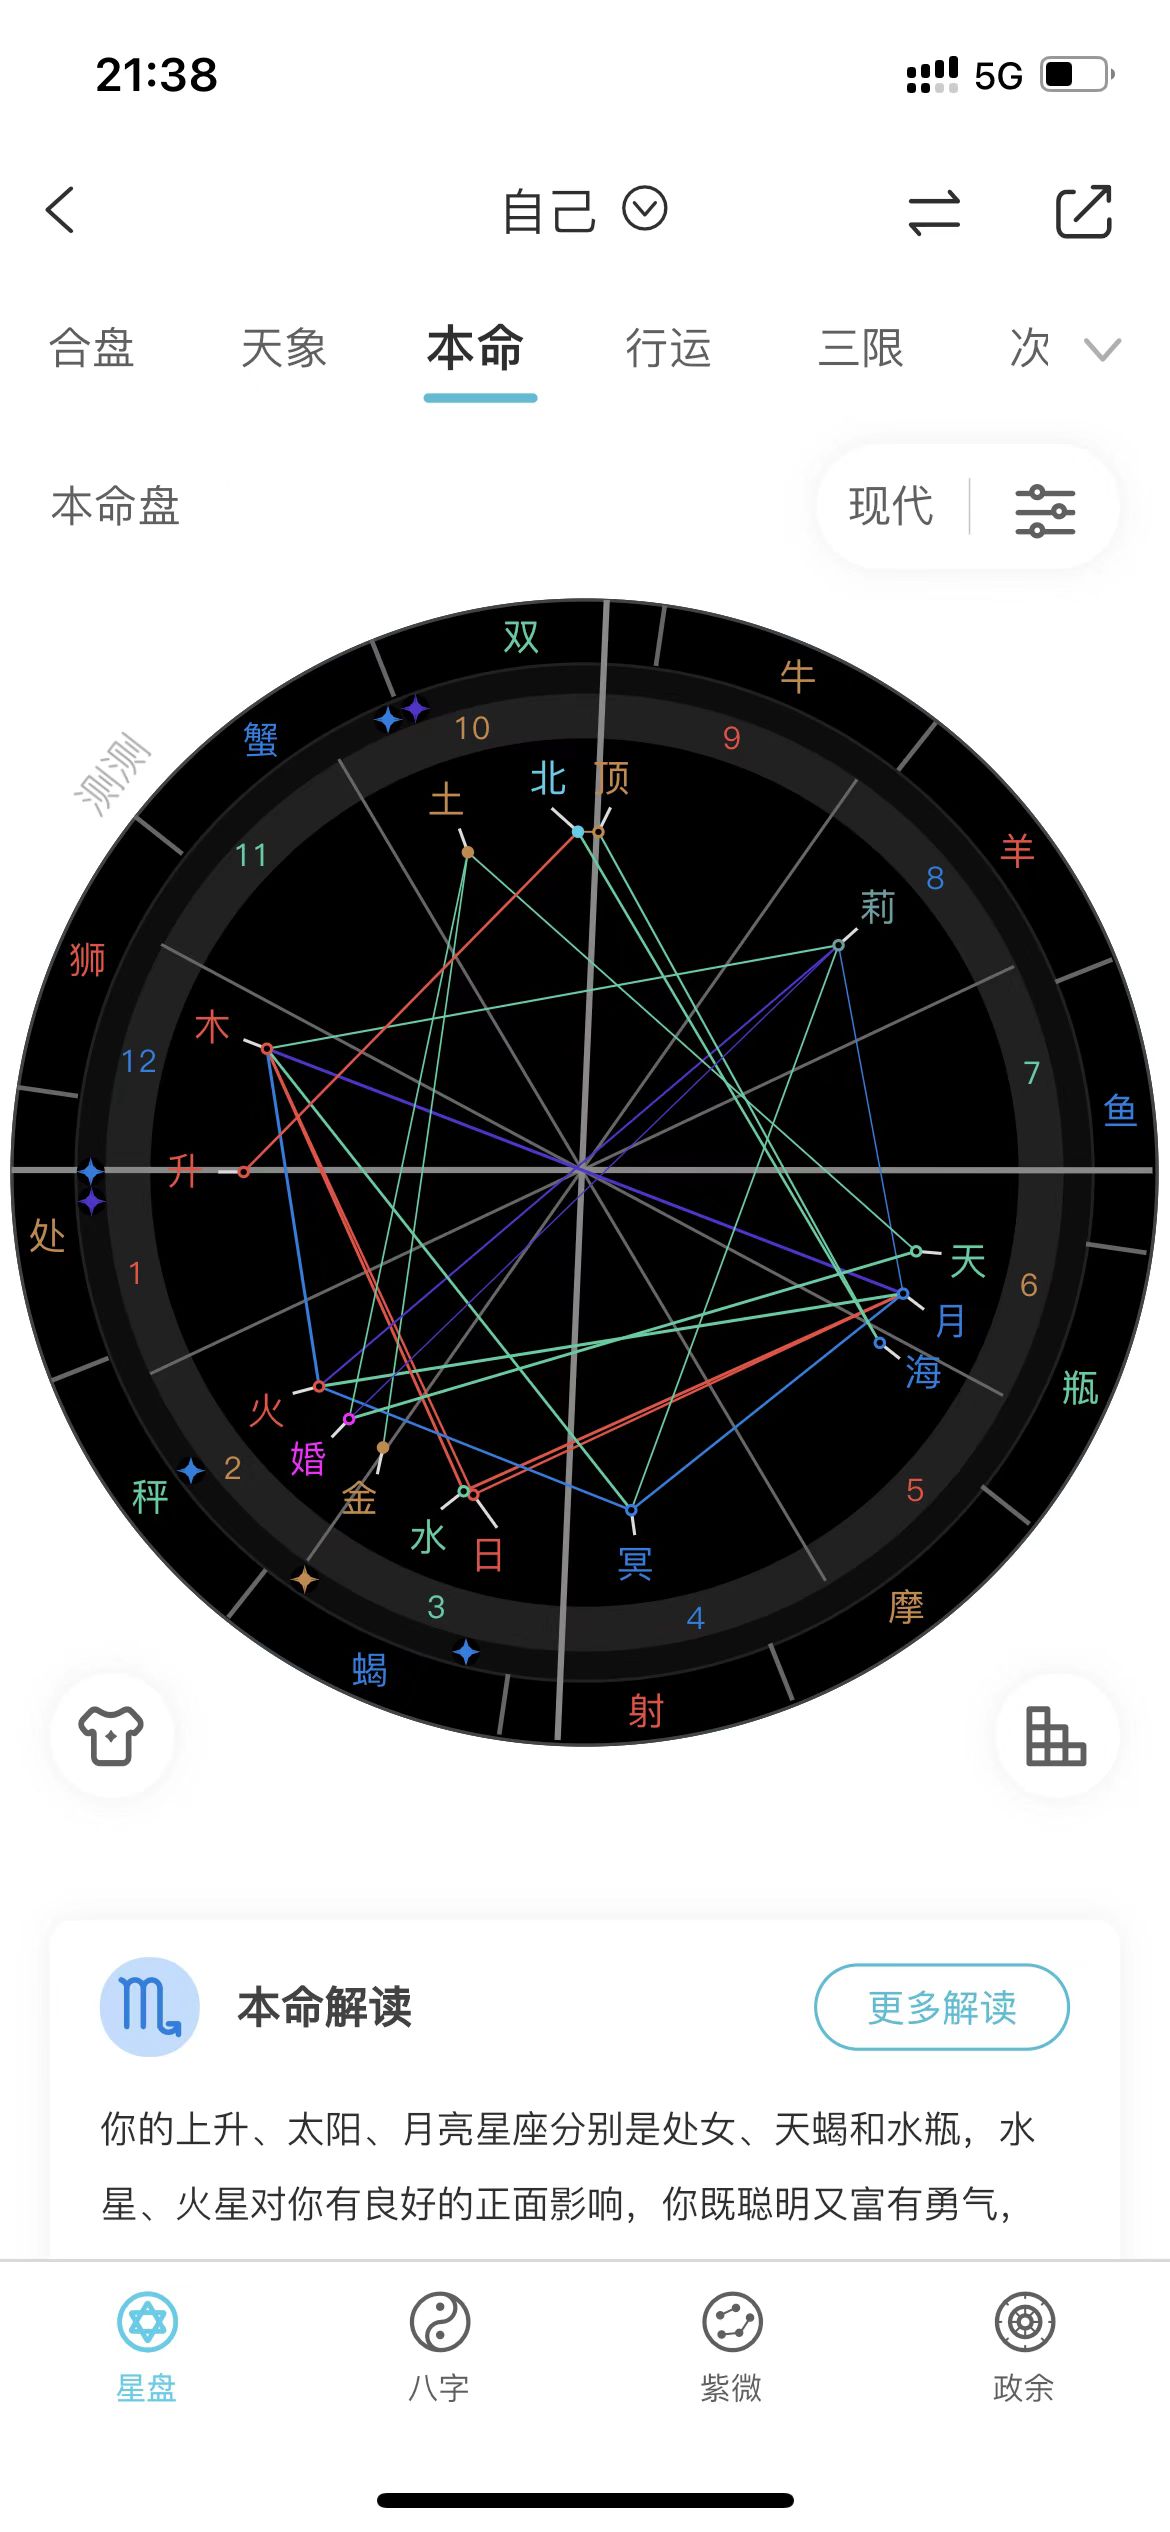 21:38
5G
自己
合盘 天象 本命 行运 三限 次
本命盘
现代
测测
双
牛
蟹
羊
狮
鱼
处
瓶
秤
摩
蝎
射
10
9
11
8
12
7
1
6
2
5
3
4
北 顶
土
莉
木
升
天
月
海
火
婚
金
水
日
冥
本命解读
更多解读
你的上升、太阳、月亮星座分别是处女、天蝎和水瓶，水
星、火星对你有良好的正面影响，你既聪明又富有勇气，
星盘 八字 紫微 政余